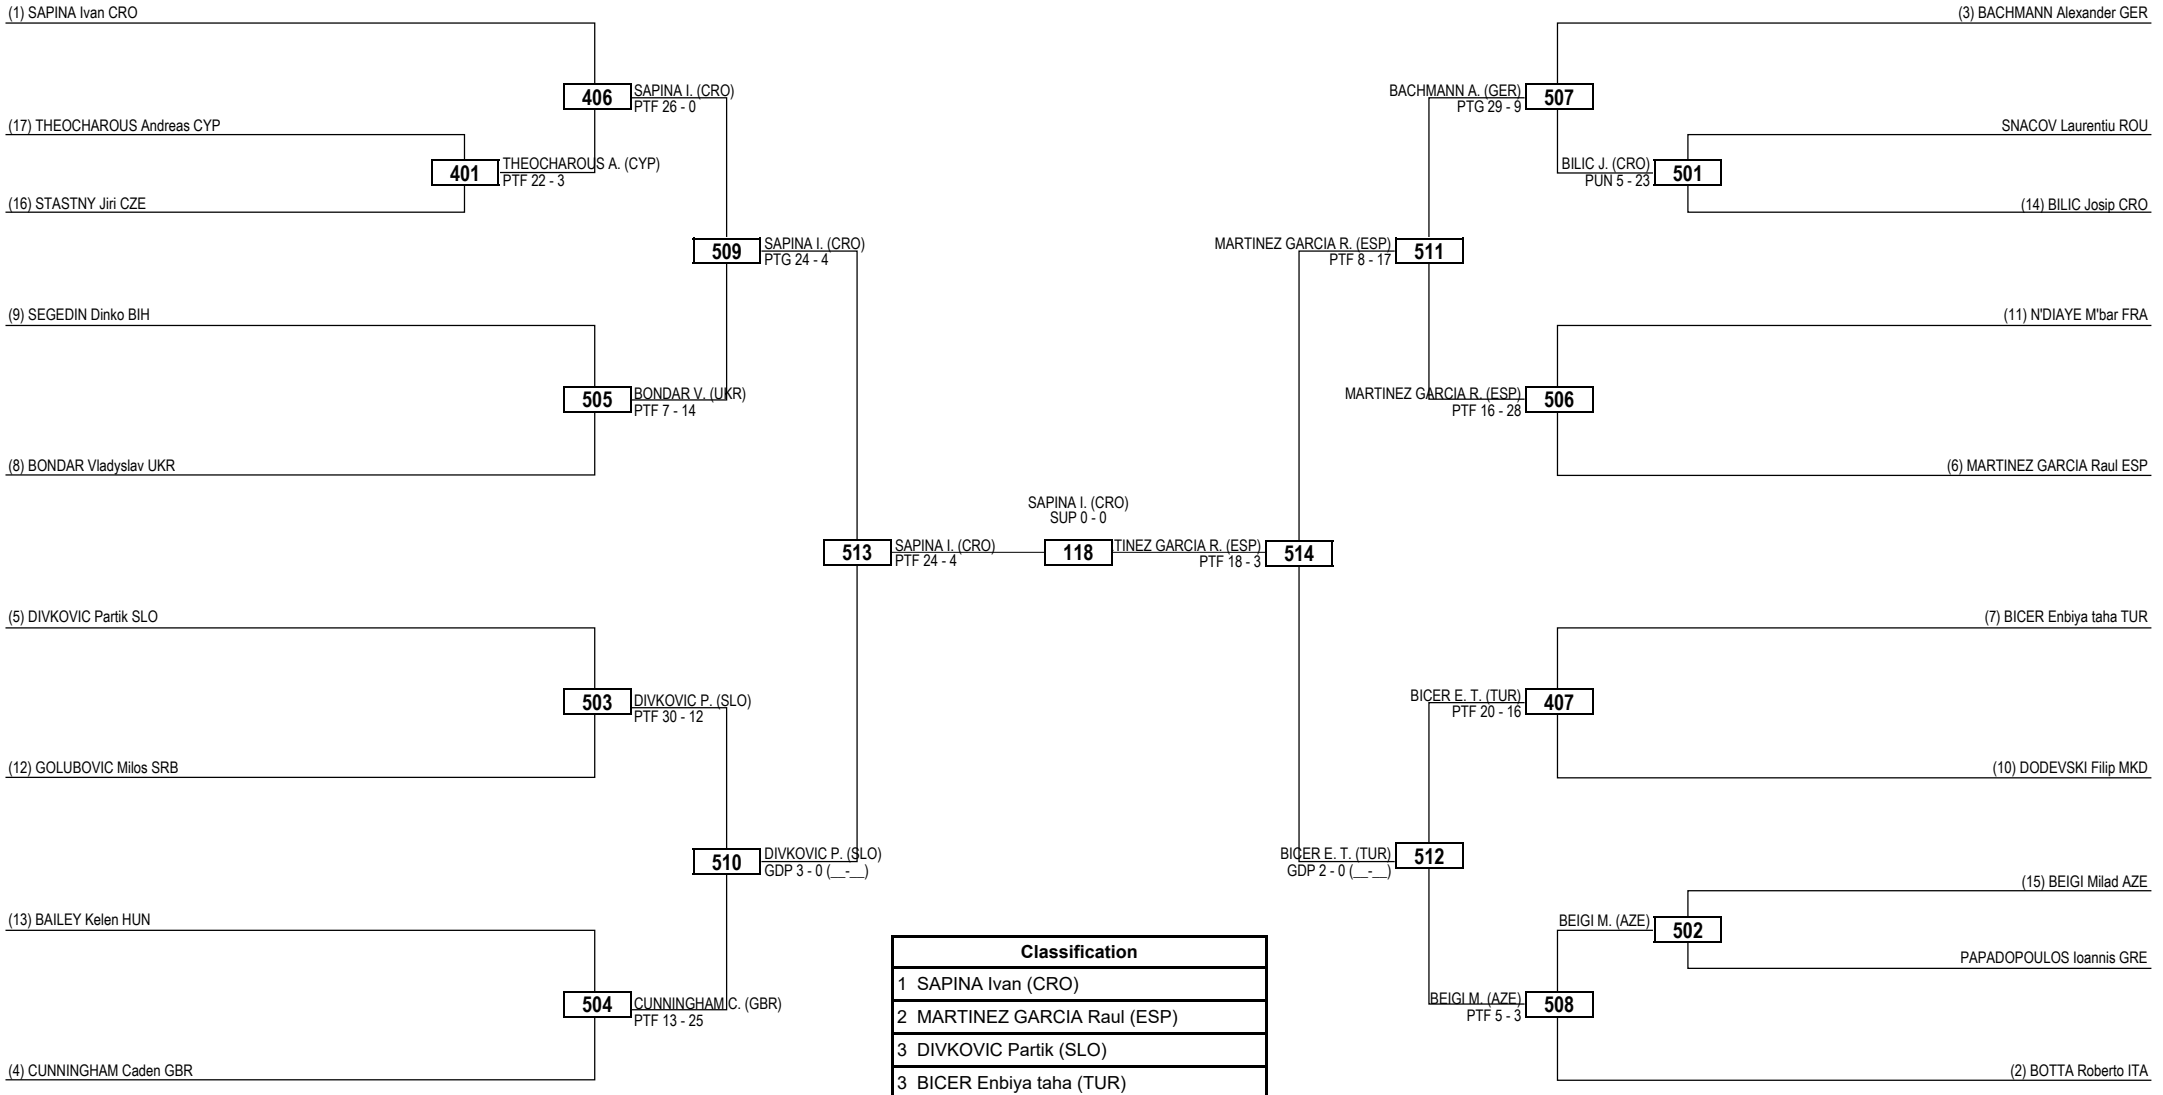 (1) SAPINA Ivan CRO
(17) THEOCHAROUS Andreas CYP
(16) STASTNY Jiri CZE
(9) SEGEDIN Dinko BIH
(8) BONDAR Vladyslav UKR
(5) DIVKOVIC Partik SLO
(12) GOLUBOVIC Milos SRB
(13) BAILEY Kelen HUN
(4) CUNNINGHAM Caden GBR
401
THEOCHAROUS A. (CYP)
PTF 22 - 3
406
SAPINA I. (CRO)
PTF 26 - 0
505
BONDAR V. (UKR)
PTF 7 - 14
503
DIVKOVIC P. (SLO)
PTF 30 - 12
504
CUNNINGHAM C. (GBR)
PTF 13 - 25
509
SAPINA I. (CRO)
PTG 24 - 4
510
DIVKOVIC P. (SLO)
GDP 3 - 0 (__-__)
513
SAPINA I. (CRO)
PTF 24 - 4
SAPINA I. (CRO)
SUP 0 - 0
118
TINEZ GARCIA R. (ESP)
PTF 18 - 3
514
MARTINEZ GARCIA R. (ESP)
PTF 8 - 17
511
BICER E. T. (TUR)
GDP 2 - 0 (__-__)
512
BACHMANN A. (GER)
PTG 29 - 9
507
MARTINEZ GARCIA R. (ESP)
PTF 16 - 28
506
BICER E. T. (TUR)
PTF 20 - 16
407
BEIGI M. (AZE)
PTF 5 - 3
508
BILIC J. (CRO)
PUN 5 - 23
501
BEIGI M. (AZE)
502
(3) BACHMANN Alexander GER
SNACOV Laurentiu ROU
(14) BILIC Josip CRO
(11) N'DIAYE M'bar FRA
(6) MARTINEZ GARCIA Raul ESP
(7) BICER Enbiya taha TUR
(10) DODEVSKI Filip MKD
(15) BEIGI Milad AZE
PAPADOPOULOS Ioannis GRE
(2) BOTTA Roberto ITA
Classification
1 SAPINA Ivan (CRO)
2 MARTINEZ GARCIA Raul (ESP)
3 DIVKOVIC Partik (SLO)
3 BICER Enbiya taha (TUR)